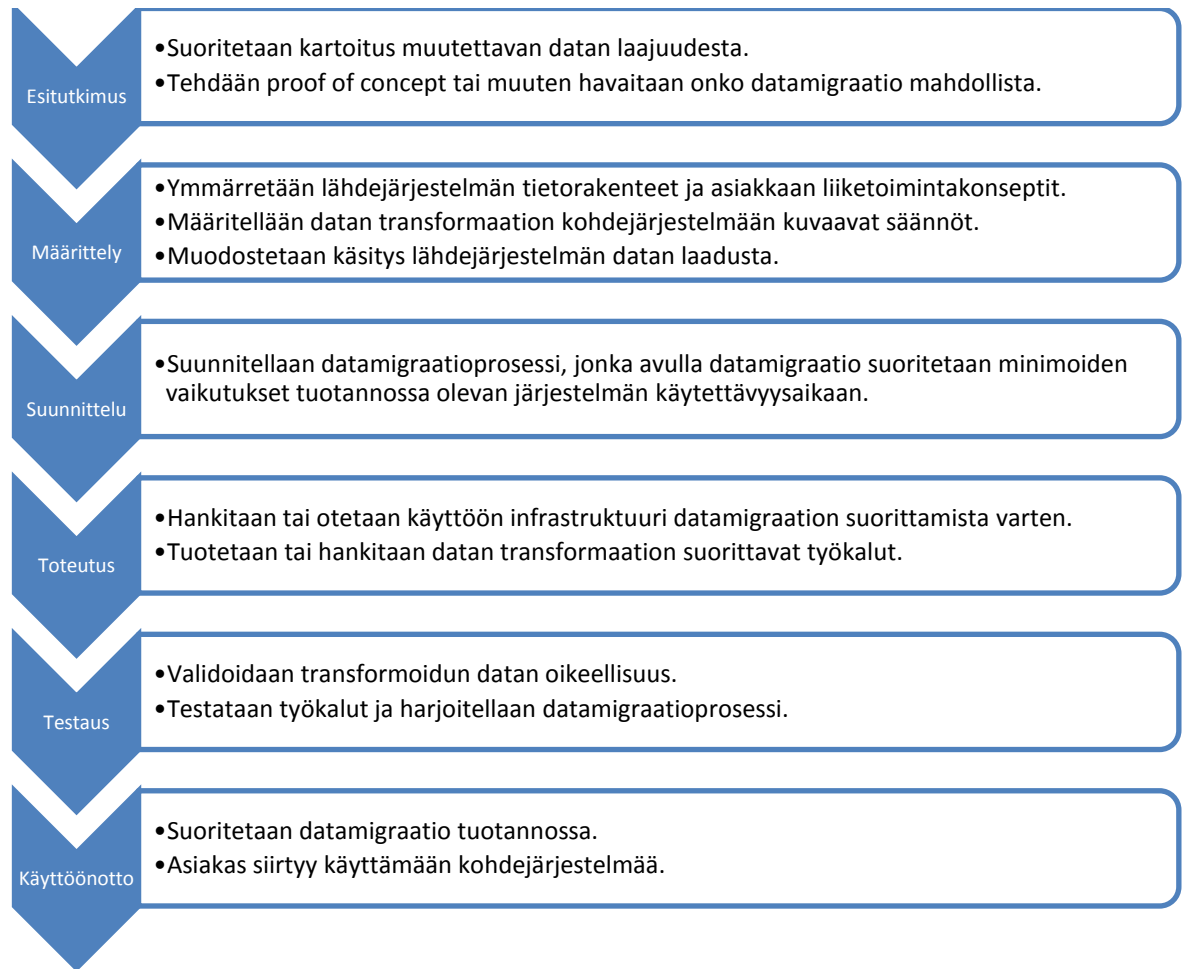 Esitutkimus
•Suoritetaan kartoitus muutettavan datan laajuudesta.
•Tehdään proof of concept tai muuten havaitaan onko datamigraatio mahdollista.
Määrittely
•Ymmärretään lähdejärjestelmän tietorakenteet ja asiakkaan liiketoimintakonseptit.
•Määritellään datan transformaation kohdejärjestelmään kuvaavat säännöt.
•Muodostetaan käsitys lähdejärjestelmän datan laadusta.
Suunnittelu
•Suunnitellaan datamigraatioprosessi, jonka avulla datamigraatio suoritetaan minimoiden
vaikutukset tuotannossa olevan järjestelmän käytettävyysaikaan.
Toteutus
•Hankitaan tai otetaan käyttöön infrastruktuuri datamigraation suorittamista varten.
•Tuotetaan tai hankitaan datan transformaation suorittavat työkalut.
Testaus
•Validoidaan transformoidun datan oikeellisuus.
•Testataan työkalut ja harjoitellaan datamigraatioprosessi.
Käyttöönotto
•Suoritetaan datamigraatio tuotannossa.
•Asiakas siirtyy käyttämään kohdejärjestelmää.